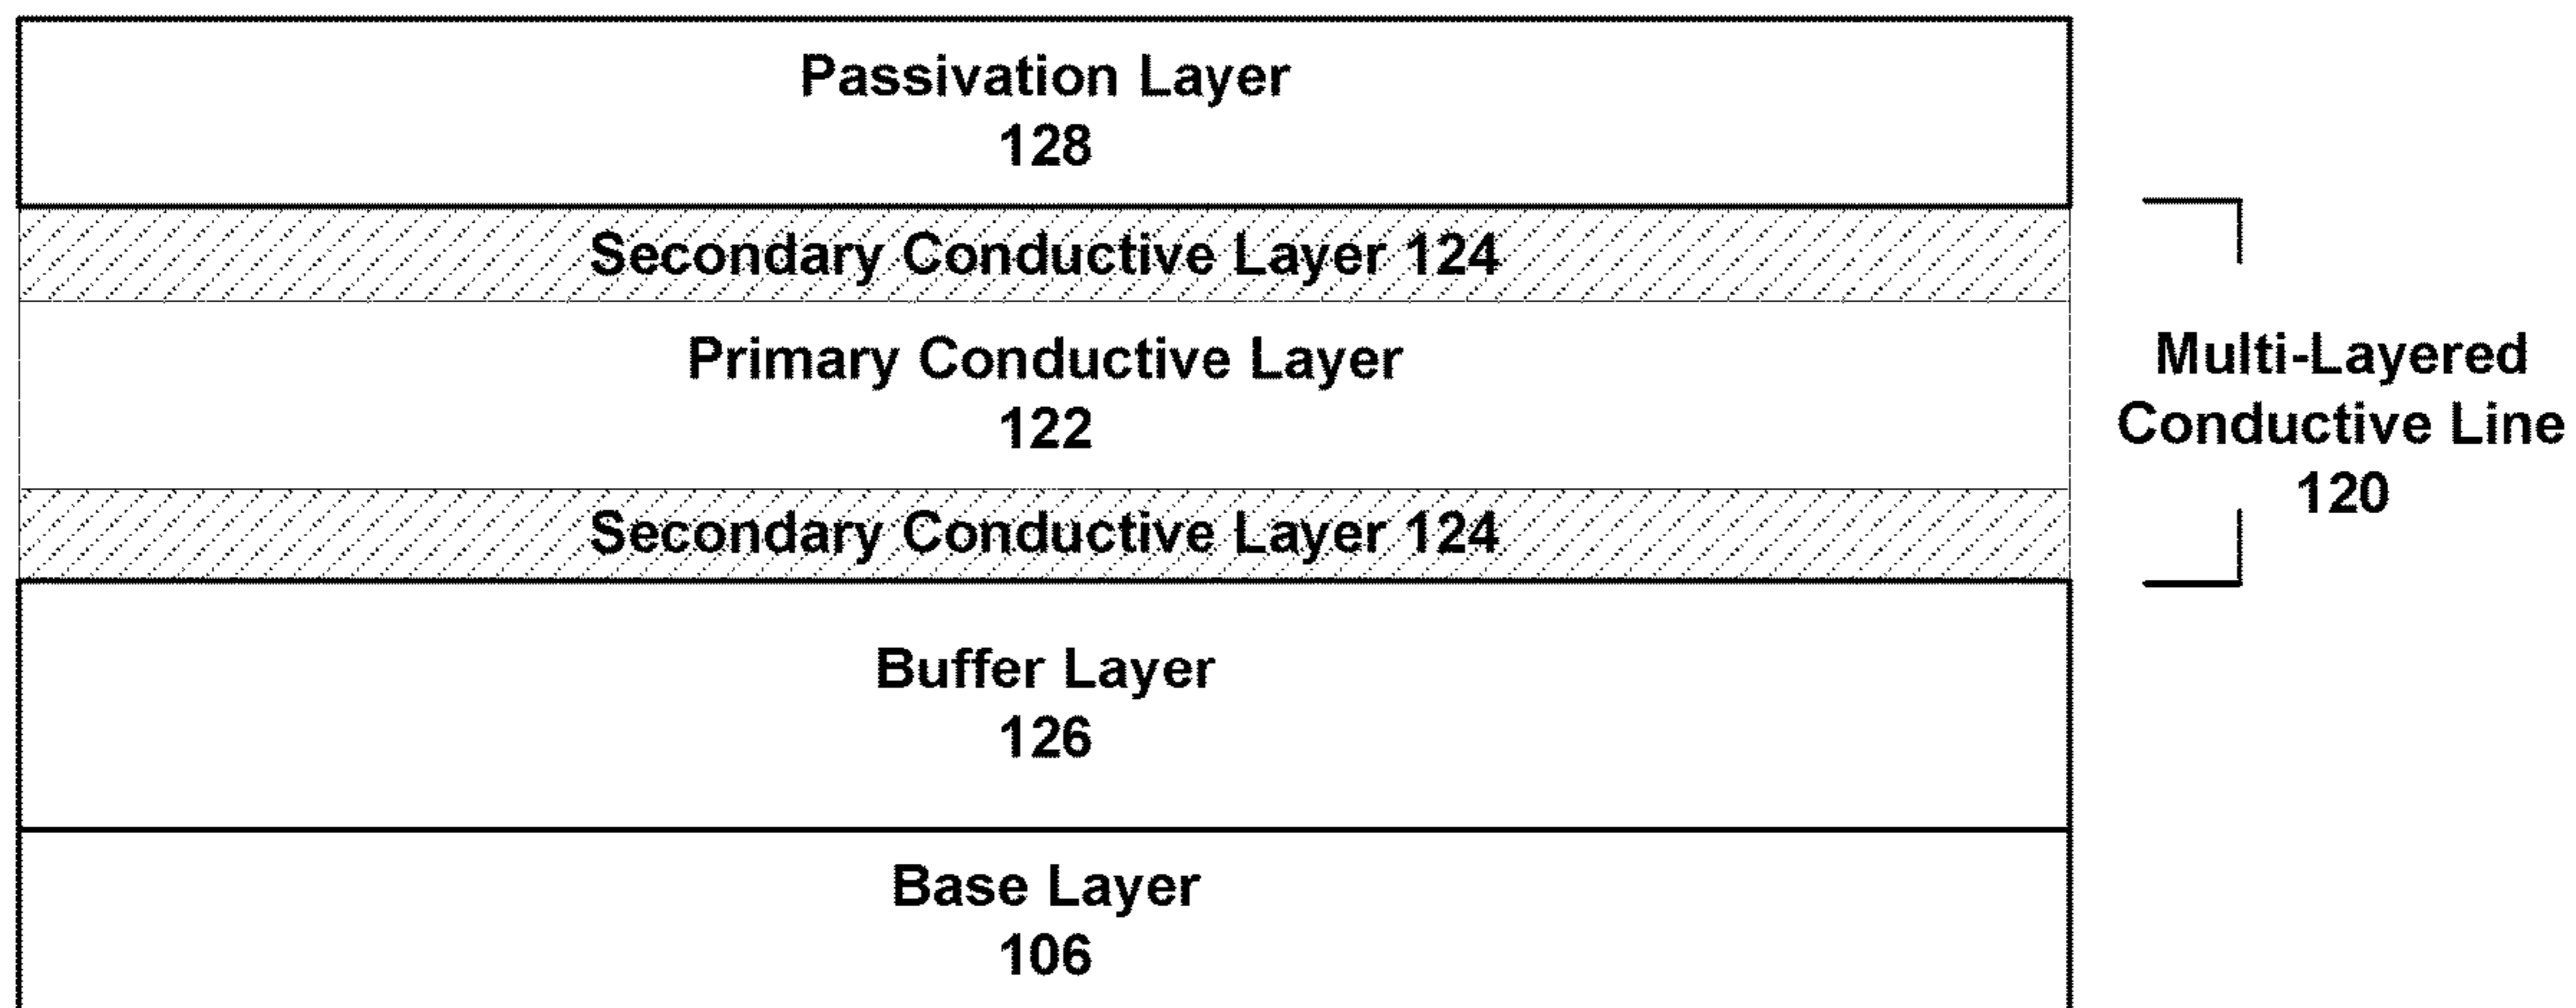 Passivation Layer
128
Secondary Conductive Layer 124
Primary Conductive Layer
122
Secondary Conductive Layer 124
Multi-Layered
Conductive Line
120
Buffer Layer
126
Base Layer
106